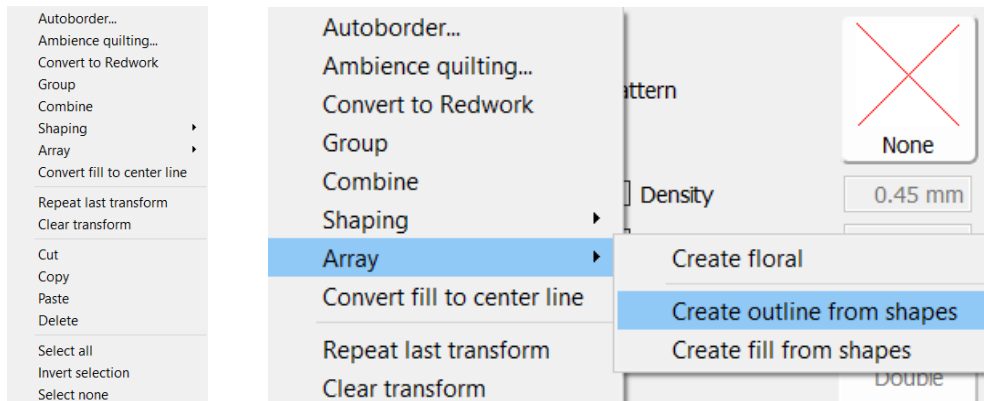 Autoborder...
Ambience quilting...
Convert to Redwork
Group
Combine
Shaping
Array
Convert fill to center line
Repeat last transform
Clear transform
Cut
Copy
Paste
Delete
Select all
Invert selection
Select none
Autoborder...
Ambience quilting...
Convert to Redwork
Group
Combine
Shaping
Array
Convert fill to center line
Repeat last transform
Clear transform
None
Density
0.45 mm
Create floral
Create outline from shapes
Create fill from shapes